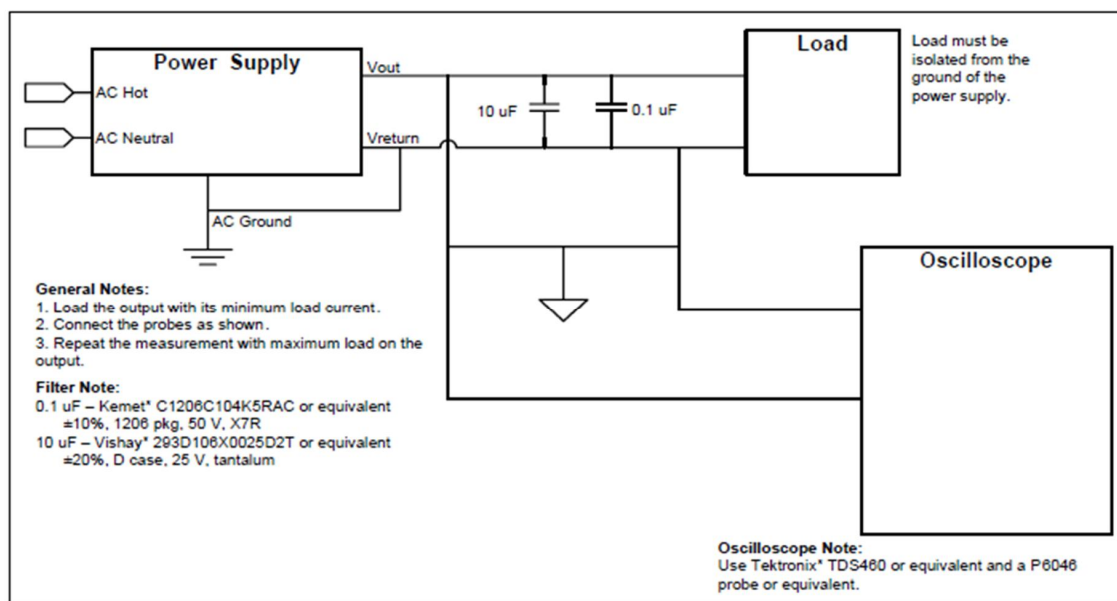 Power Supply
Vout
AC Hot
AC Neutral
Vreturn
AC Ground
10 uF
0.1 uF
Load
Load must be
isolated from the
ground of the
power supply.
Oscilloscope
General Notes:
1. Load the output with its minimum load current.
2. Connect the probes as shown.
3. Repeat the measurement with maximum load on the
output.
Filter Note:
0.1 uF – Kemet* C1206C104K5RAC or equivalent
±10%, 1206 pkg, 50 V, X7R
10 uF – Vishay* 293D106X0025D2T or equivalent
±20%, D case, 25 V, tantalum
Oscilloscope Note:
Use Tektronix* TDS460 or equivalent and a P6046
probe or equivalent.